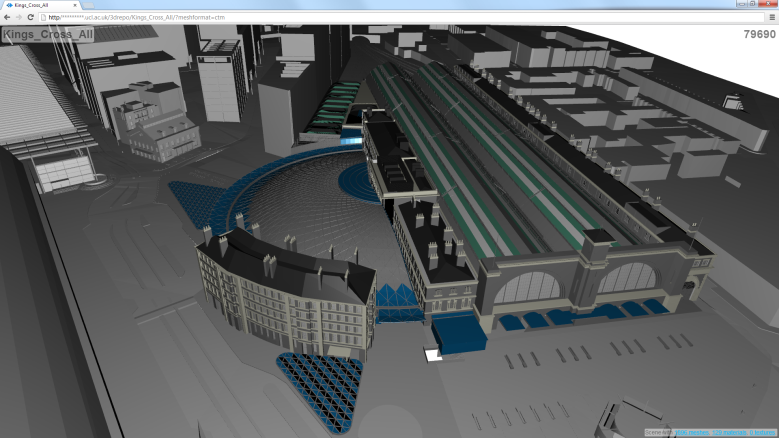 Kings_Cross_All
http://*********.ucl.ac.uk/3drepo/Kings_Cross_All/?meshformat=ctm
Kings_Cross_All
79690